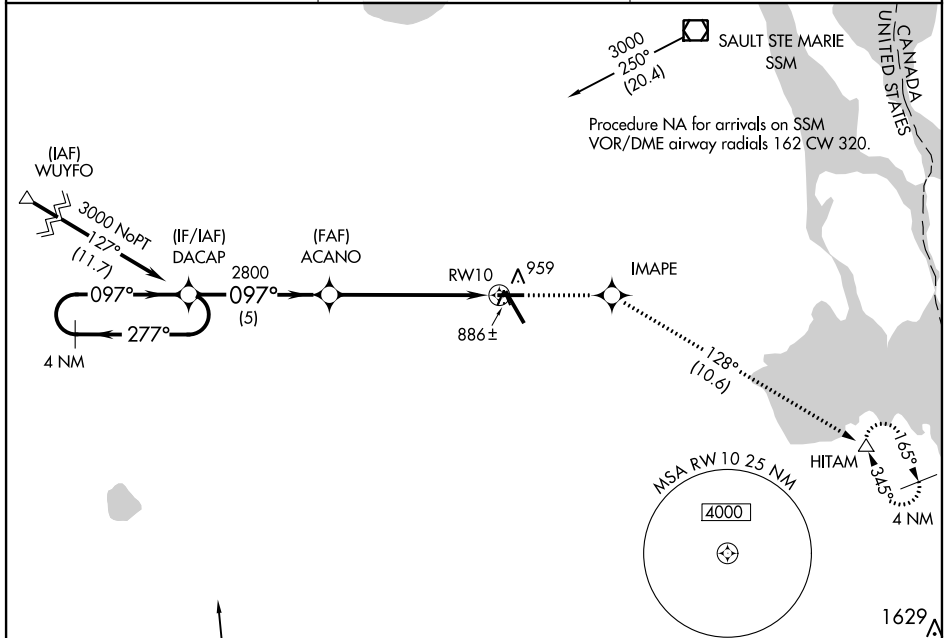 3000
250°
(20.4)
SAULT STE MARIE
SSM
CANADA
UNITED STATES
Procedure NA for arrivals on SSM
VOR/DME airway radials 162 CW 320.
(IAF)
WUYFO
3000 NoPT
127°
(11.7)
(IF/IAF)
DACAP
2800
097°
(5)
(FAF)
ACANO
RW10
959
IMAPE
097°
277°
4 NM
886±
128°
(10.6)
HITAM
165°
345°
4 NM
MSA RW10 25 NM
4000
1629